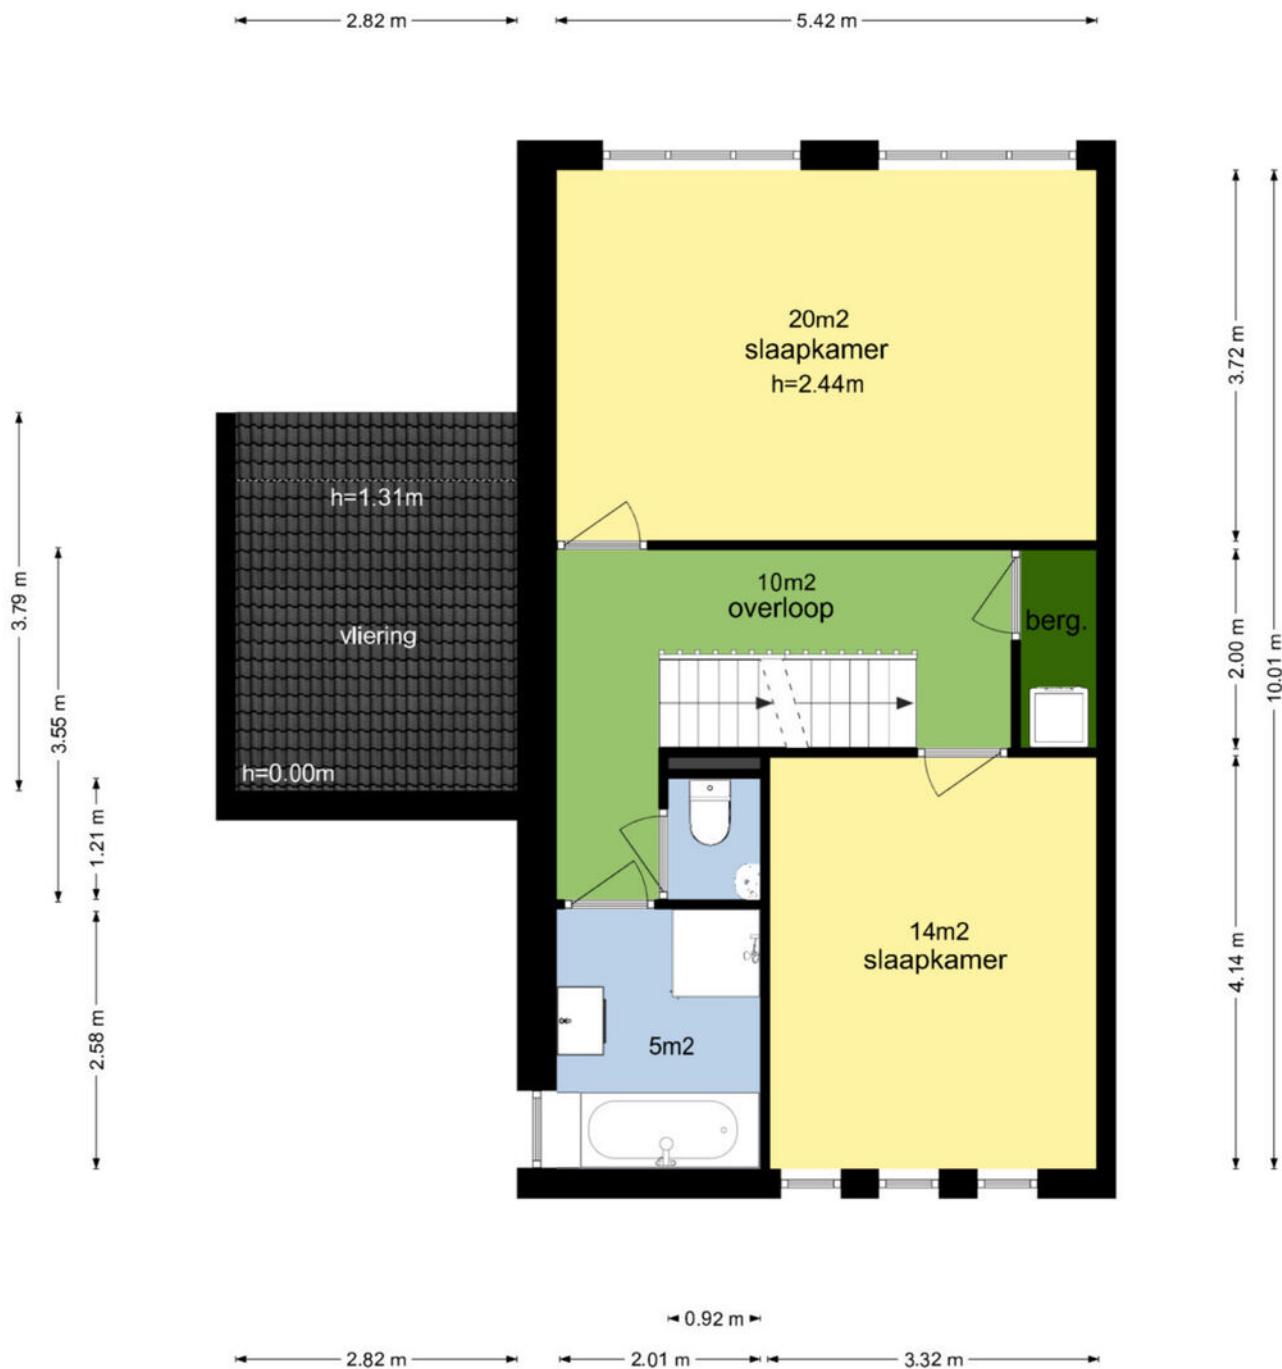 2.82 m
5.42 m
20m2
slaapkamer
h=2.44m
3.72 m
h=1.31m
10m2
overloop
berg.
3.79 m
vliering
2.00 m
10.01 m
3.55 m
h=0.00m
1.21 m
14m2
slaapkamer
4.14 m
2.58 m
5m2
0.92 m
2.82 m
2.01 m
3.32 m